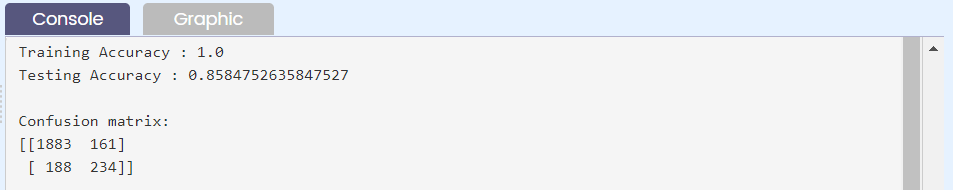 Console
Graphic
Training Accuracy : 1.0
Testing Accuracy : 0.8584752635847527
Confusion matrix:
[[1883  161]
 [ 188  234]]